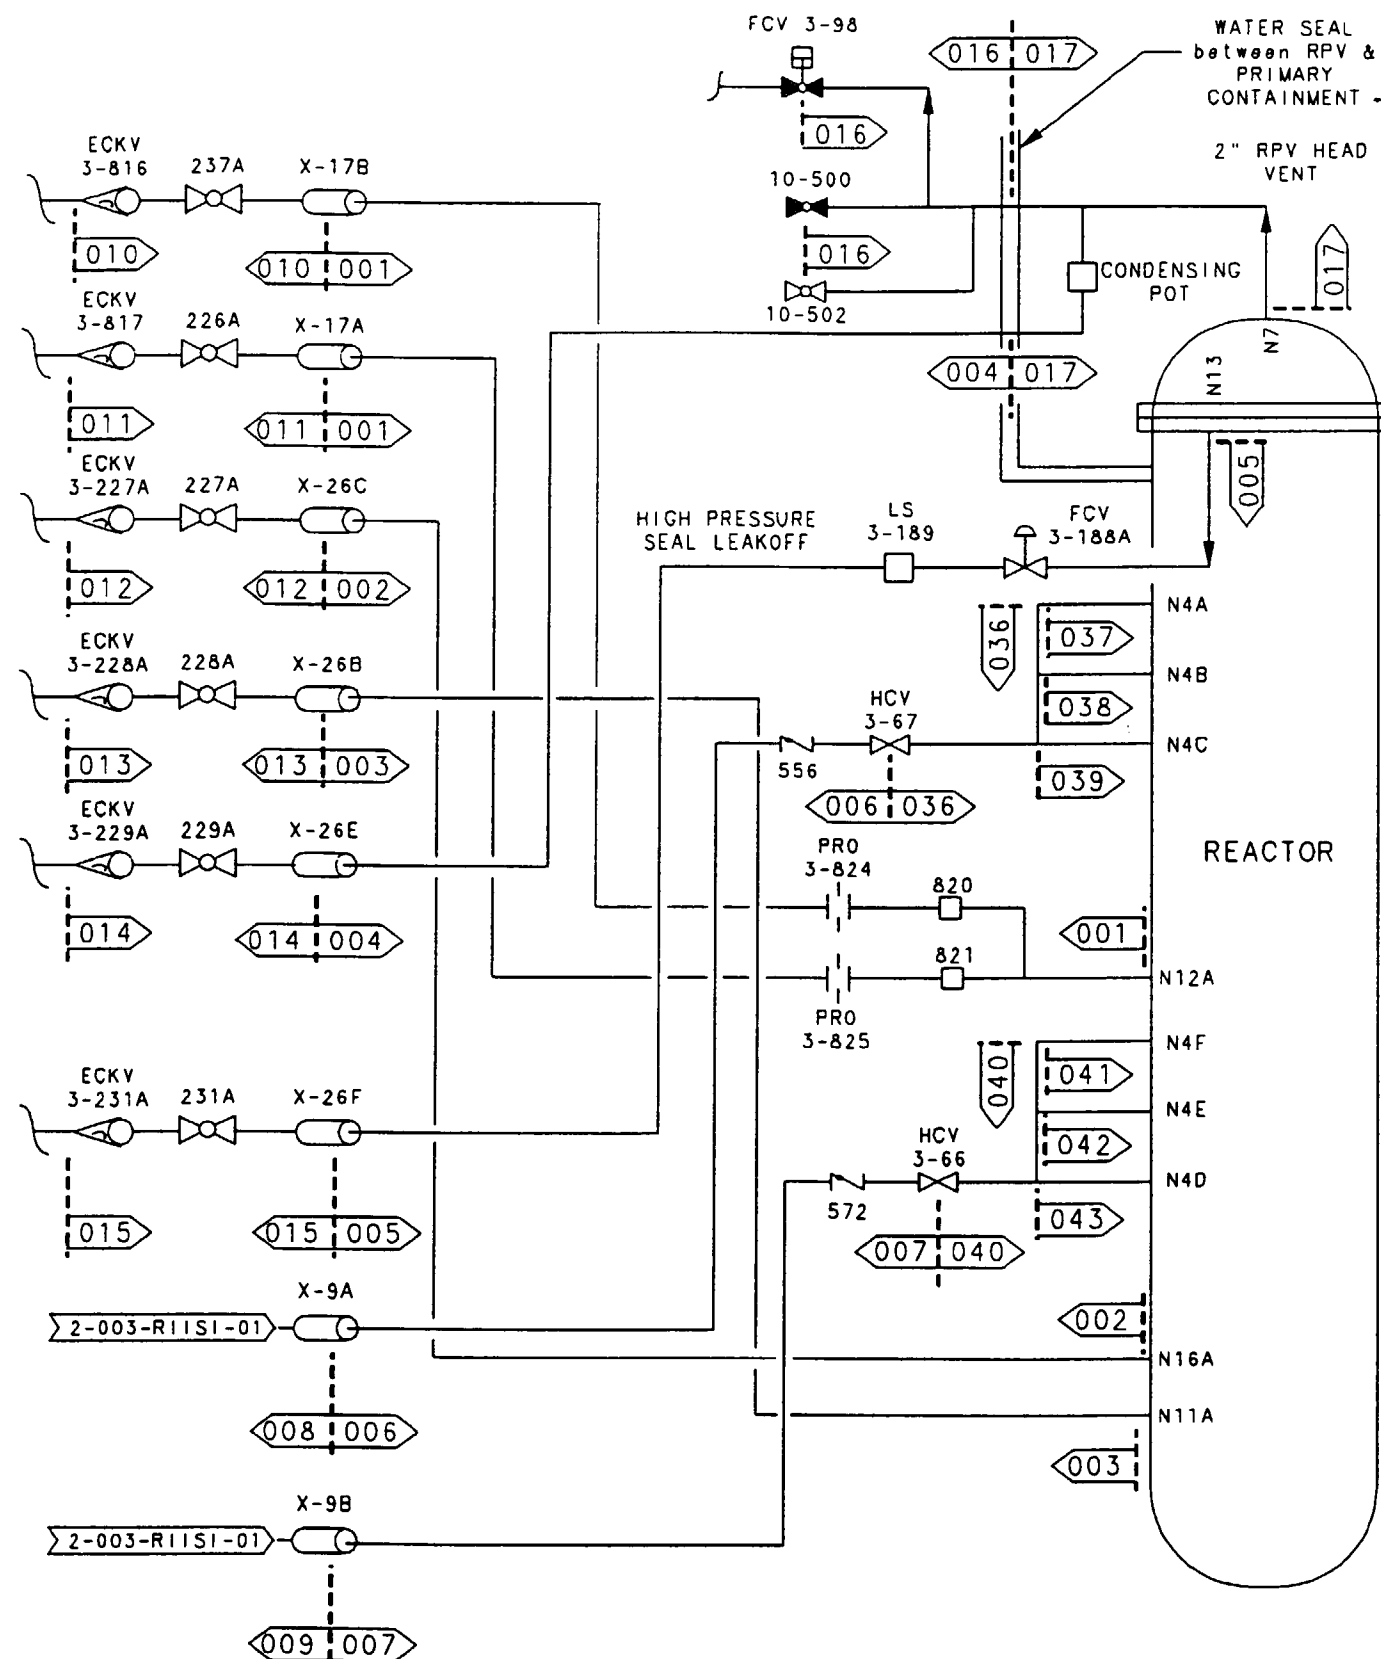 FCV 3-98
016 017
WATER SEAL
between RPV &
PRIMARY
CONTAINMENT
2" RPV HEAD
VENT
016
ECKV
3-816
237A
X-17B
10-500
010
010 001
016
017
CONDENSING
POT
10-502
ECKV
3-817
226A
X-17A
N7
N13
004 017
011
011 001
005
ECKV
3-227A
227A
X-26C
HIGH PRESSURE
SEAL LEAKOFF
LS
3-189
FCV
3-188A
012
012 002
N4A
036
037
ECKV
3-228A
228A
X-26B
N4B
038
HCV
3-67
N4C
556
013
013 003
039
006 036
ECKV
3-229A
229A
X-26E
PRO
3-824
REACTOR
820
014
014 004
001
821
N12A
PRO
3-825
N4F
040
041
ECKV
3-231A
231A
X-26F
N4E
042
HCV
3-66
N4D
572
015
015 005
043
007 040
X-9A
2-003-R11SI-01
002
N16A
008 006
N11A
003
X-9B
2-003-R11SI-01
009 007